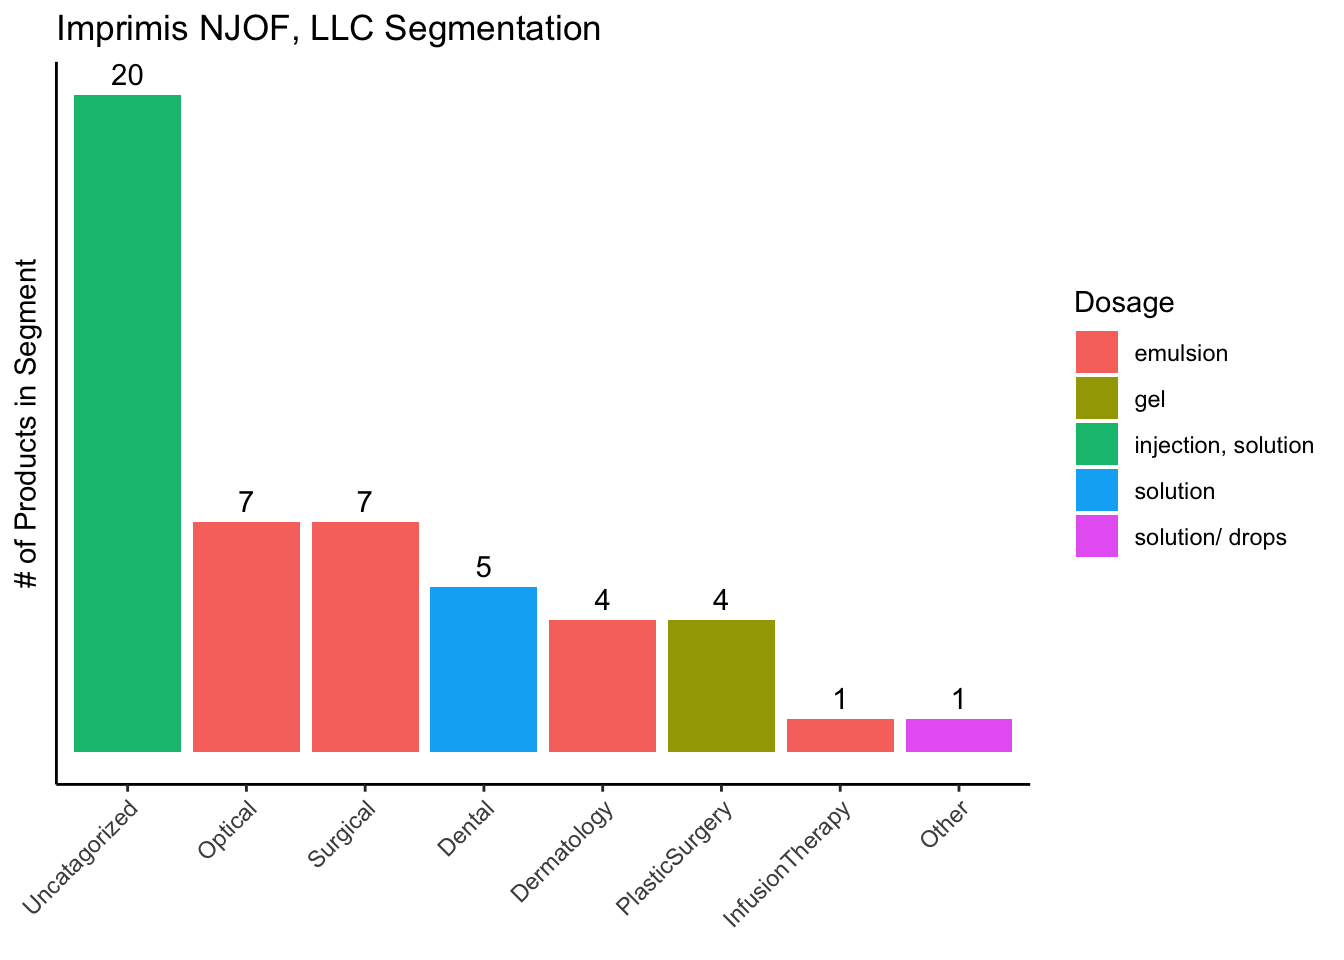 Imprimis NJOF, LLC Segmentation
20
7
7
5
4
4
1
1
# of Products in Segment
Uncatagorized
Optical
Surgical
Dental
Dermatology
PlasticSurgery
InfusionTherapy
Other
Dosage
emulsion
gel
injection, solution
solution
solution/ drops